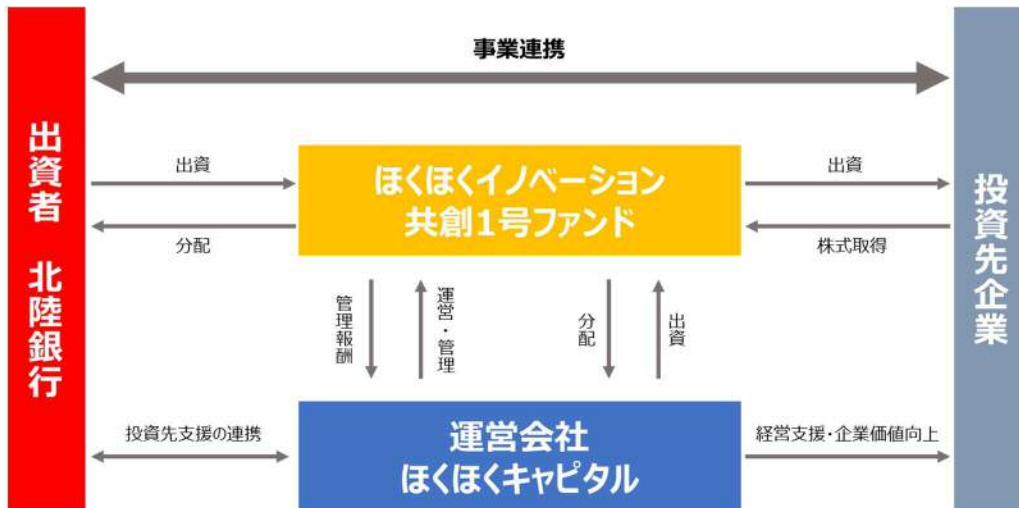 事業連携
出資者 北陸銀行
出資
分配
ほくほくイノベーション
共創1号ファンド
出資
株式取得
投資先企業
管理報酬
運営・管理
分配
出資
投資先支援の連携
運営会社
ほくほくキャピタル
経営支援・企業価値向上